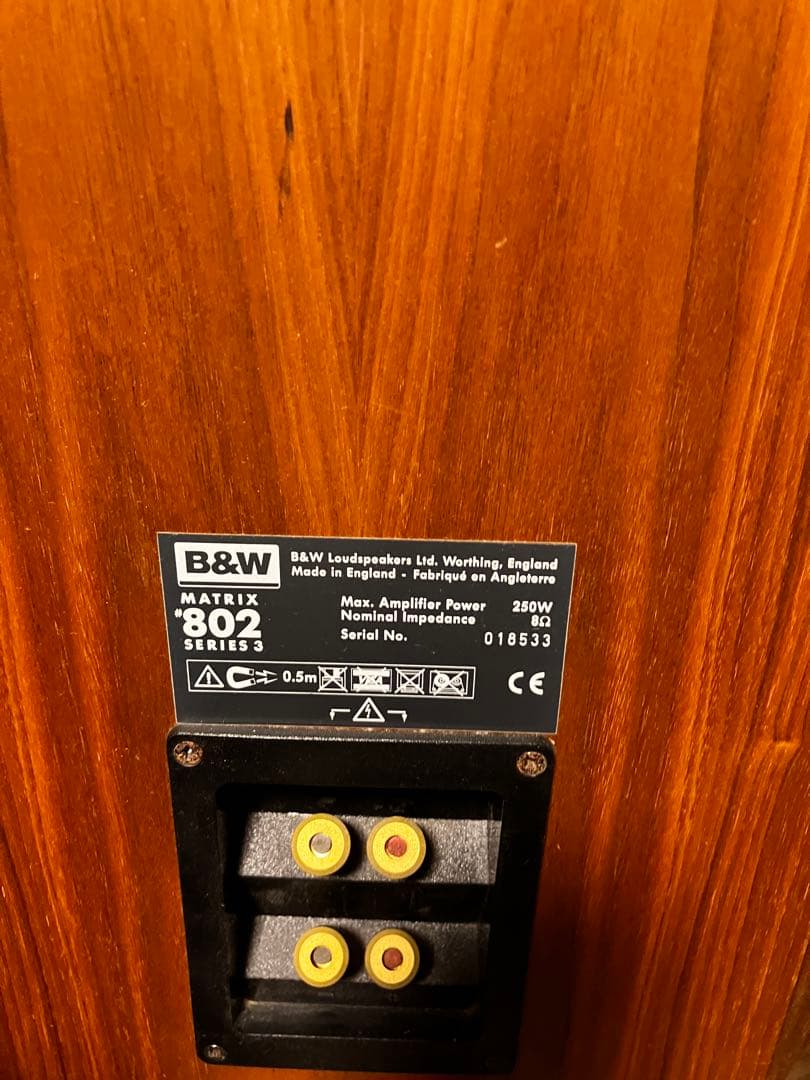 B&W
B&W Loudspeakers Ltd. Worthing, England
Made in England - Fabriqué en Angleterre
MATRIX
#802
SERIES 3
Max. Amplifier Power 250W
Nominal Impedance 8Ω
Serial No. 018533
0.5m
CE